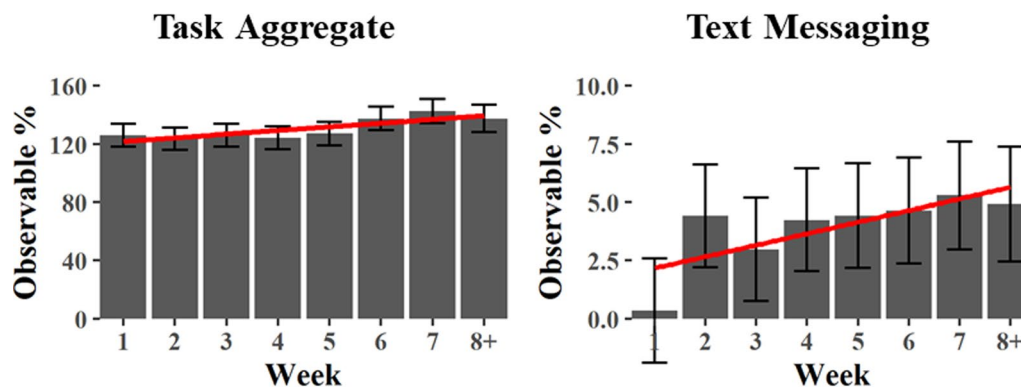 Task Aggregate
Observable %
160
120
80
40
0
1 2 3 4 5 6 7 8+
Week
Text Messaging
Observable %
10.0
7.5
5.0
2.5
0.0
1 2 3 4 5 6 7 8+
Week